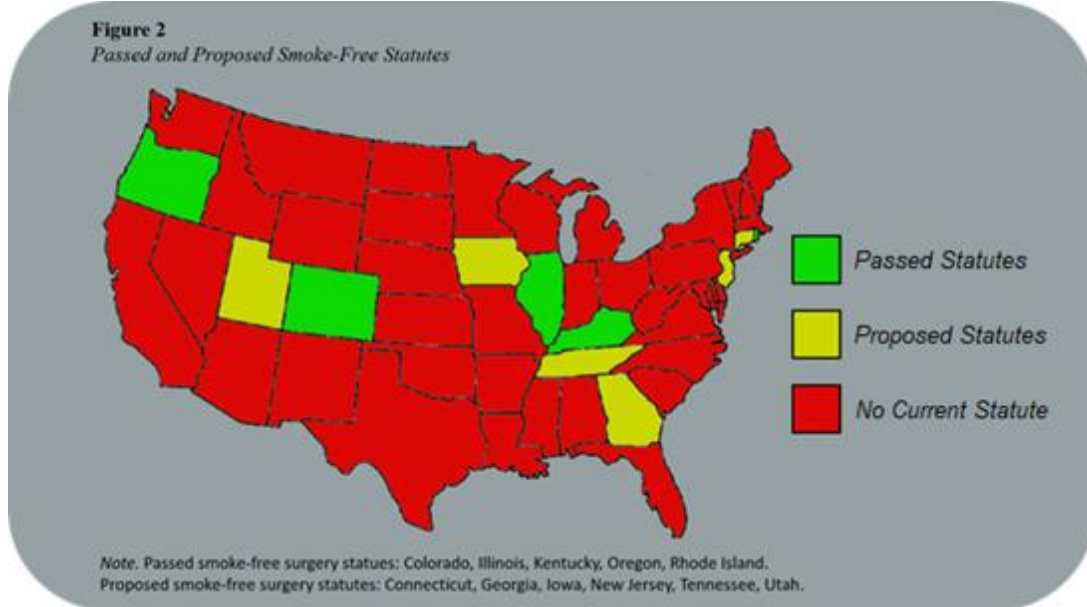 Figure 2
Passed and Proposed Smoke-Free Statutes
Passed Statutes
Proposed Statutes
No Current Statute
Note. Passed smoke-free surgery statues: Colorado, Illinois, Kentucky, Oregon, Rhode Island.
Proposed smoke-free surgery statutes: Connecticut, Georgia, Iowa, New Jersey, Tennessee, Utah.